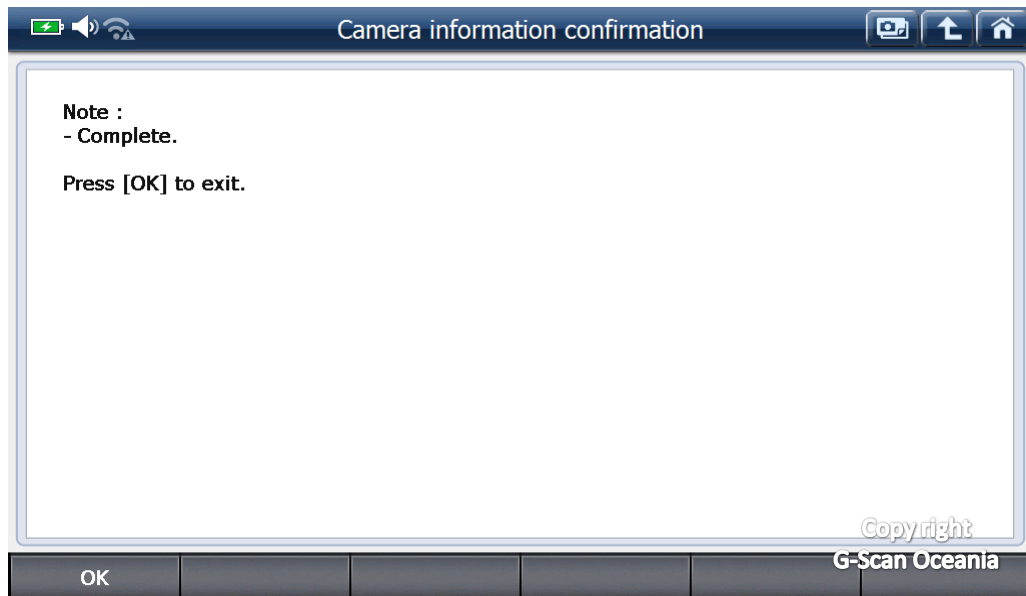 Camera information confirmation
Note :
- Complete.
Press [OK] to exit.
Copyright
G-Scan Oceania
OK